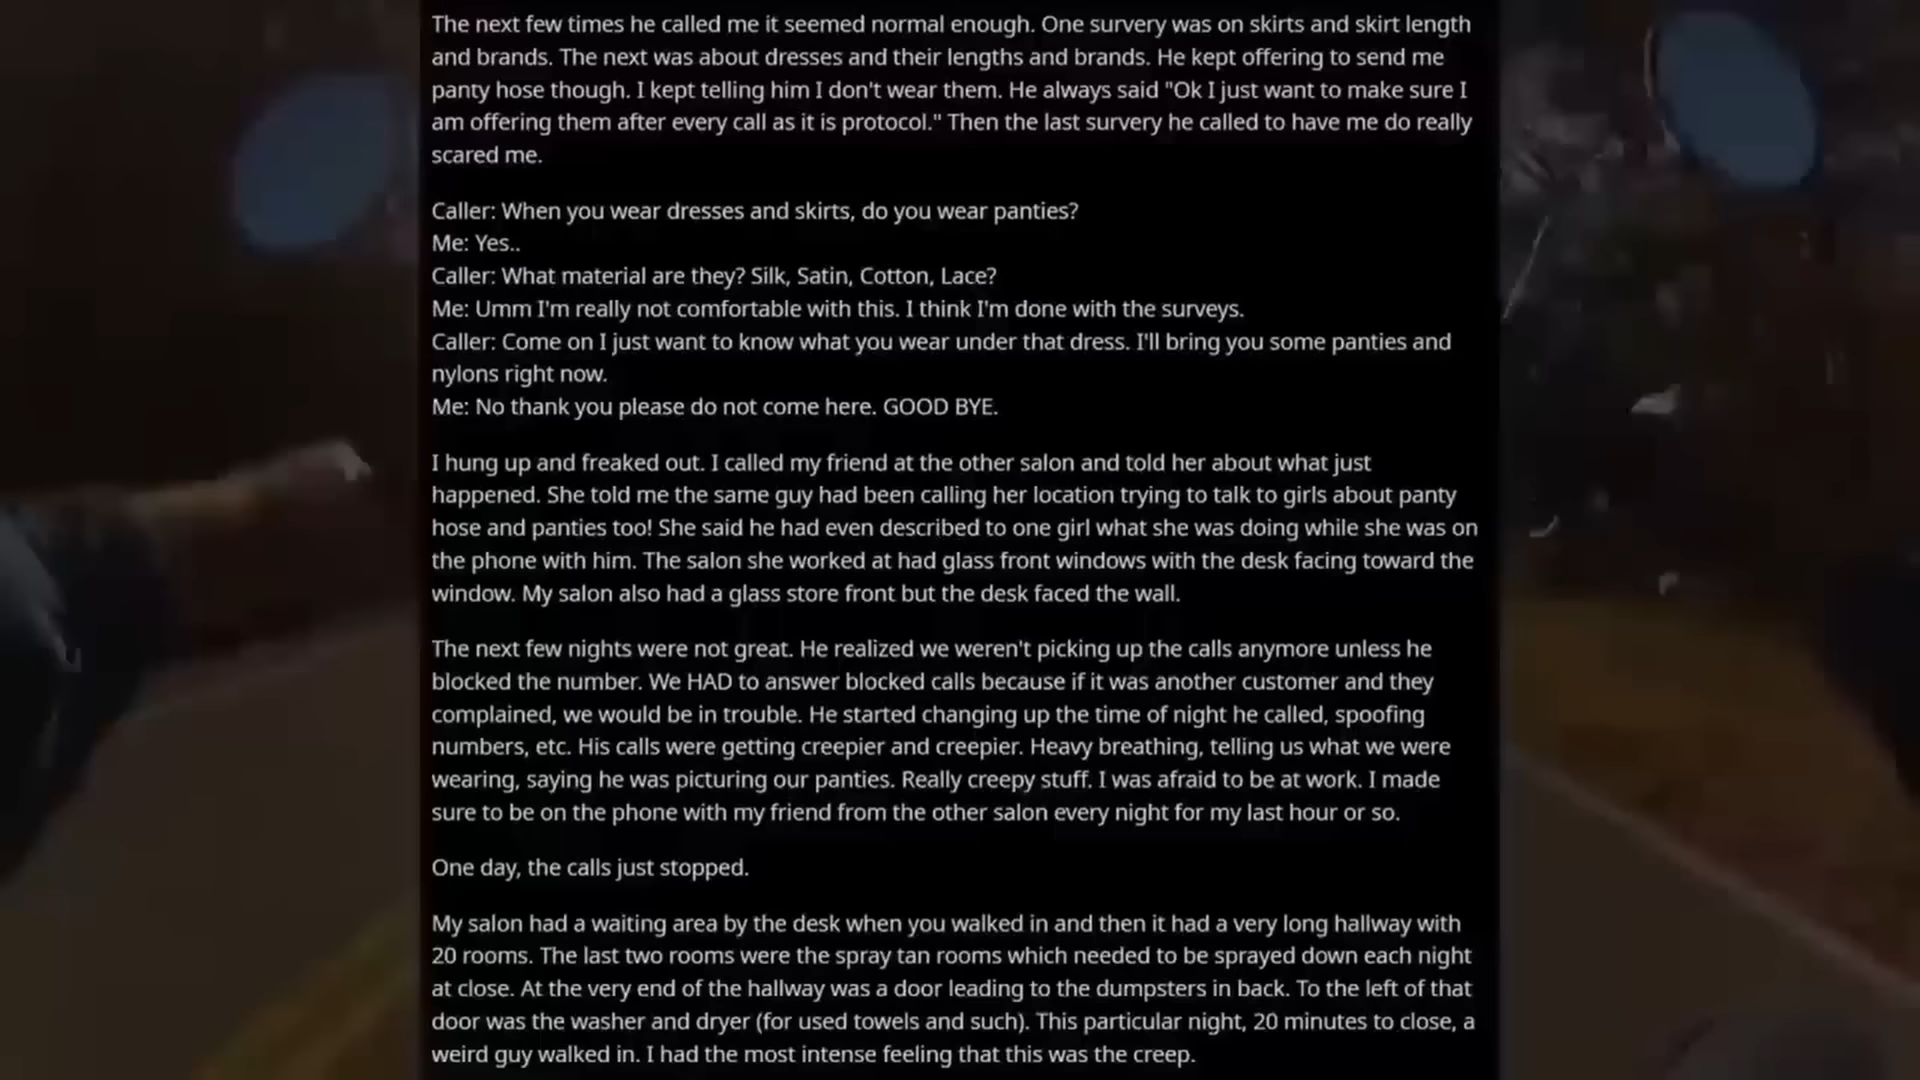 The next few times he called me it seemed normal enough. One survery was on skirts and skirt length
and brands. The next was about dresses and their lengths and brands. He kept offering to send me
panty hose though. I kept telling him I don't wear them. He always said "Ok I just want to make sure I
am offering them after every call as it is protocol." Then the last survery he called to have me do really
scared me.
Caller: When you wear dresses and skirts, do you wear panties?
Me: Yes..
Caller: What material are they? Silk, Satin, Cotton, Lace?
Me: Umm I'm really not comfortable with this. I think I'm done with the surveys.
Caller: Come on I just want to know what you wear under that dress. I'll bring you some panties and
nylons right now.
Me: No thank you please do not come here. GOOD BYE.
I hung up and freaked out. I called my friend at the other salon and told her about what just
happened. She told me the same guy had been calling her location trying to talk to girls about panty
hose and panties too! She said he had even described to one girl what she was doing while she was on
the phone with him. The salon she worked at had glass front windows with the desk facing toward the
window. My salon also had a glass store front but the desk faced the wall.
The next few nights were not great. He realized we weren't picking up the calls anymore unless he
blocked the number. We HAD to answer blocked calls because if it was another customer and they
complained, we would be in trouble. He started changing up the time of night he called, spoofing
numbers, etc. His calls were getting creepier and creepier. Heavy breathing, telling us what we were
wearing, saying he was picturing our panties. Really creepy stuff. I was afraid to be at work. I made
sure to be on the phone with my friend from the other salon every night for my last hour or so.
One day, the calls just stopped.
My salon had a waiting area by the desk when you walked in and then it had a very long hallway with
20 rooms. The last two rooms were the spray tan rooms which needed to be sprayed down each night
at close. At the very end of the hallway was a door leading to the dumpsters in back. To the left of that
door was the washer and dryer (for used towels and such). This particular night, 20 minutes to close, a
weird guy walked in. I had the most intense feeling that this was the creep.